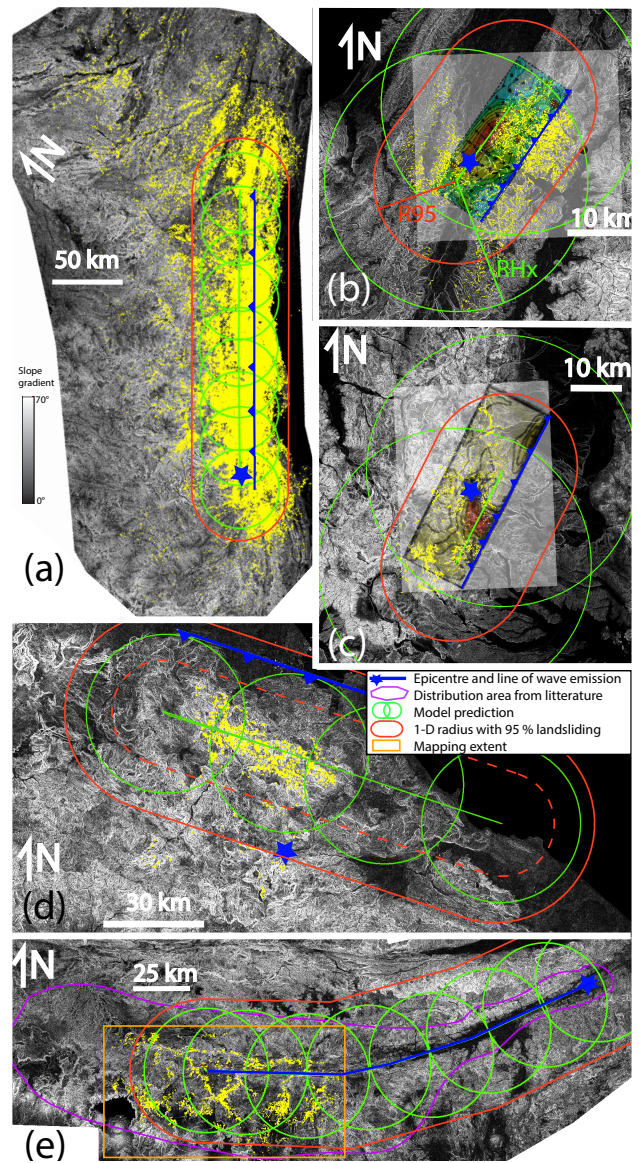 N
50 km
Slope
gradient
70°
0°
(a)
N
R95
RHx
10 km
(b)
N
10 km
(c)
Epicentre and line of wave emission
Distribution area from litterature
Model prediction
1-D radius with 95 % landsliding
Mapping extent
N
30 km
(d)
N
25 km
(e)